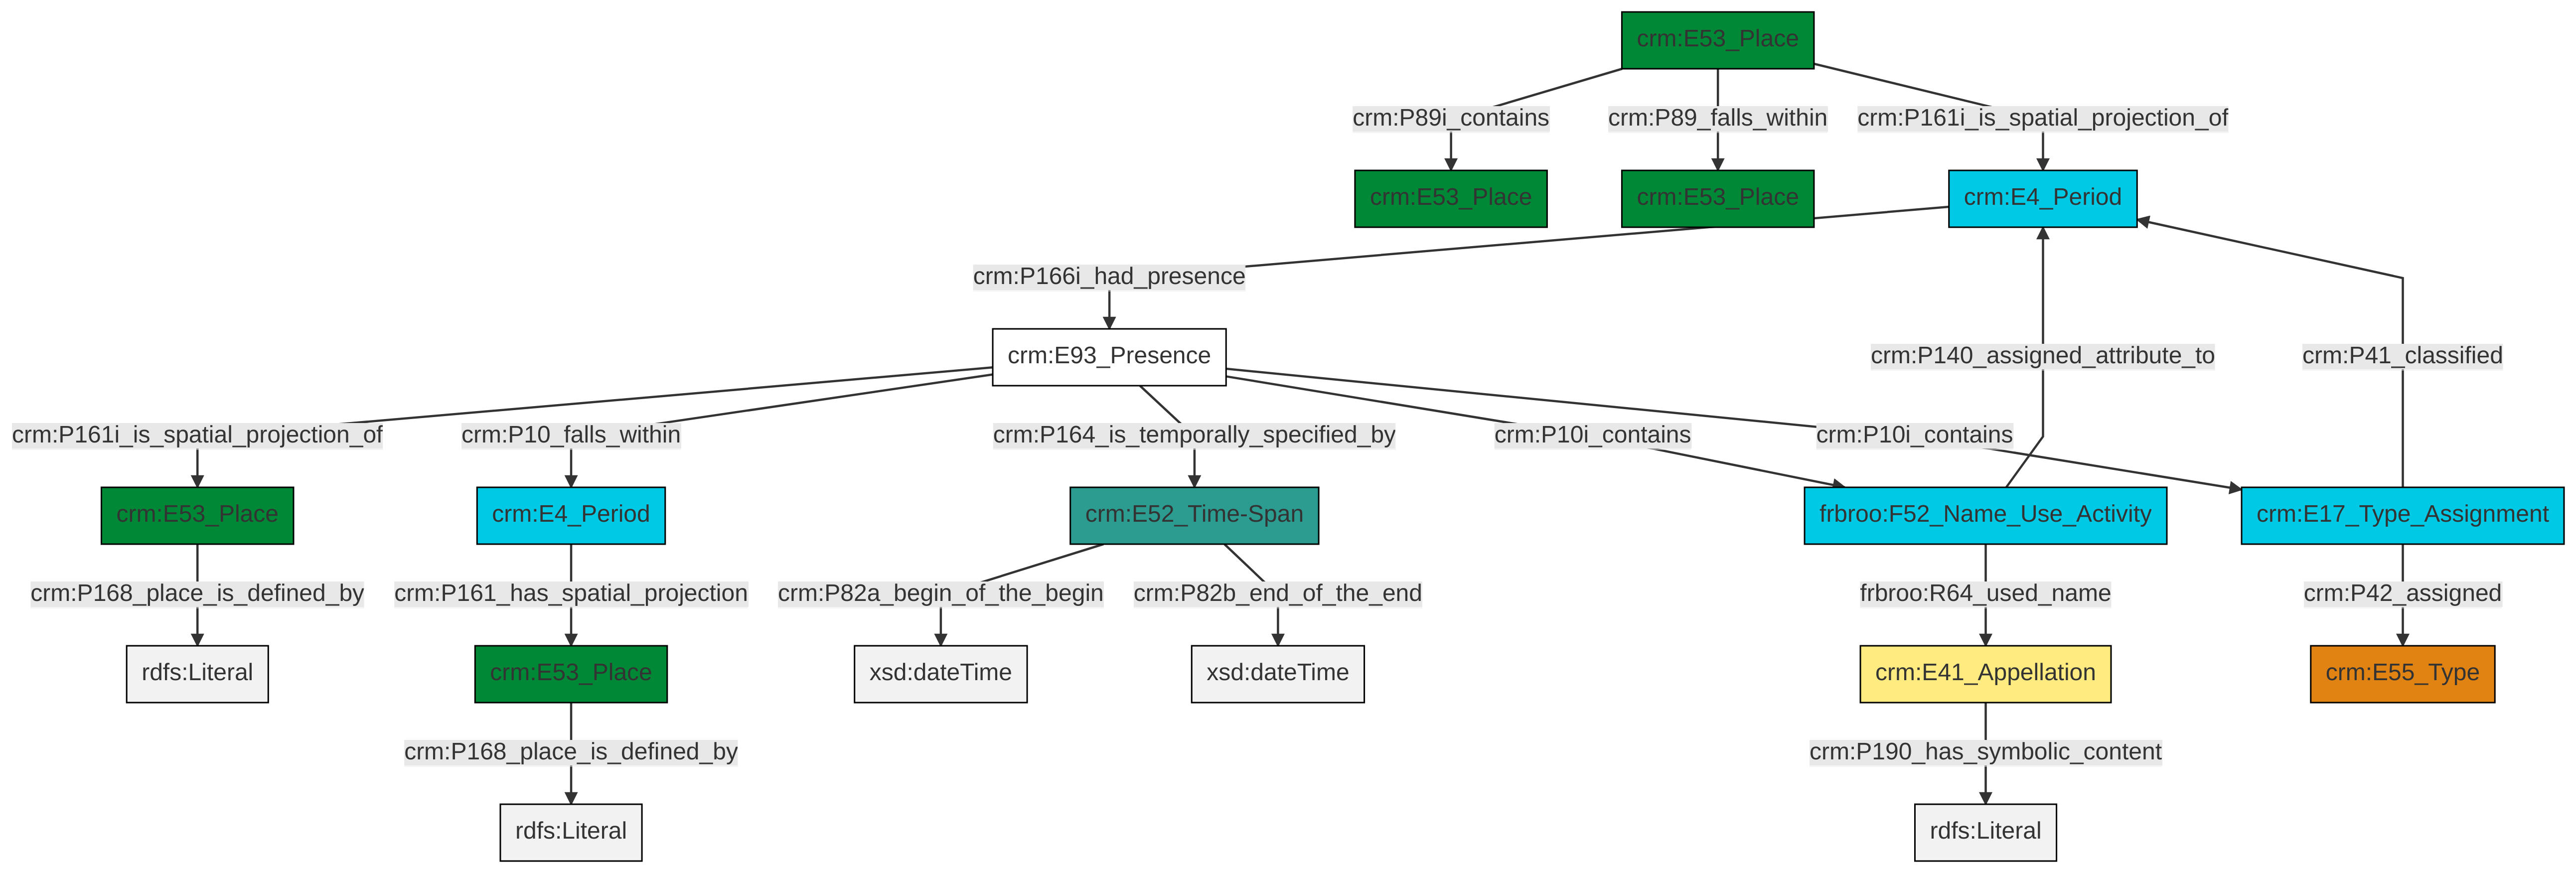 crm:E53_Place
crm:P89i_contains
crm:P89_falls_within
crm:P161i_is_spatial_projection_of
crm:E53_Place
crm:E53_Place
crm:E4_Period
crm:P166i_had_presence
crm:E93_Presence
crm:P140_assigned_attribute_to
crm:P41_classified
crm:P161i_is_spatial_projection_of
crm:P10_falls_within
crm:P164_is_temporally_specified_by
crm:P10i_contains
crm:P10i_contains
crm:E53_Place
crm:E4_Period
crm:E52_Time-Span
frbroo:F52_Name_Use_Activity
crm:E17_Type_Assignment
crm:P168_place_is_defined_by
crm:P161_has_spatial_projection
crm:P82a_begin_of_the_begin
crm:P82b_end_of_the_end
frbroo:R64_used_name
crm:P42_assigned
rdfs:Literal
crm:E53_Place
xsd:dateTime
xsd:dateTime
crm:E41_Appellation
crm:E55_Type
crm:P168_place_is_defined_by
crm:P190_has_symbolic_content
rdfs:Literal
rdfs:Literal